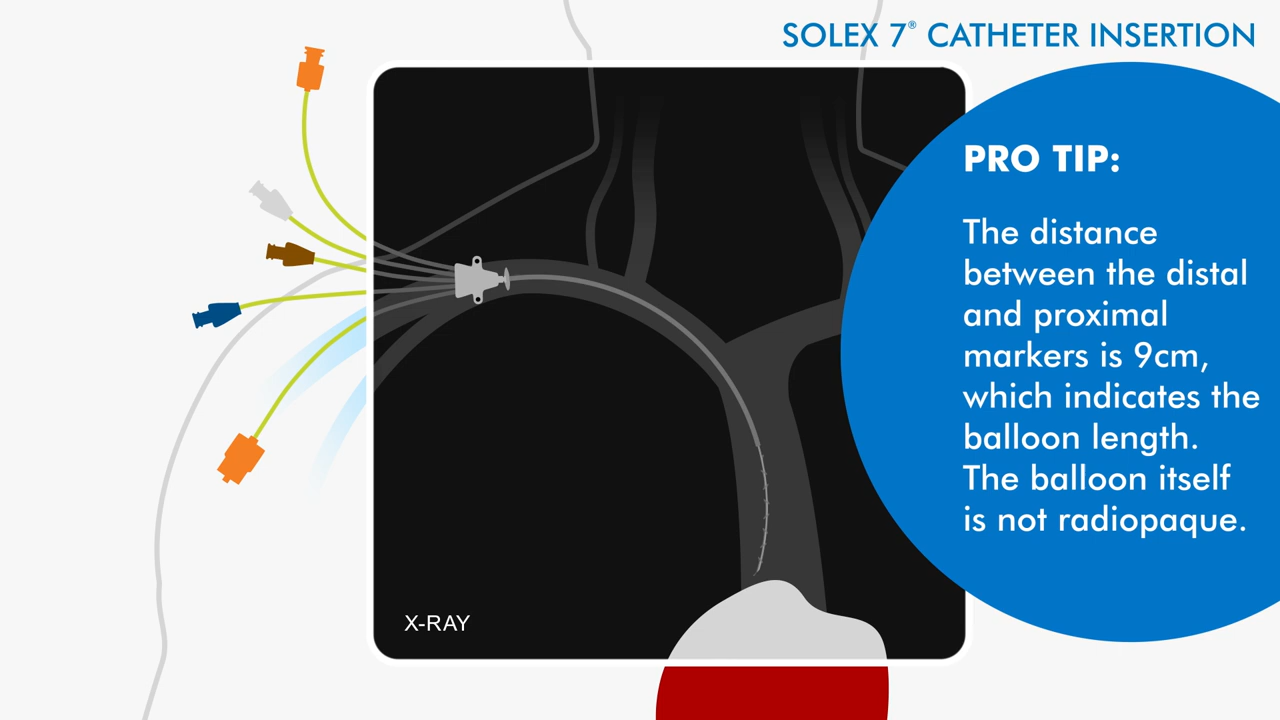 SOLEX 7® CATHETER INSERTION
PRO TIP:
The distance
between the distal
and proximal
markers is 9cm,
which indicates the
balloon length.
The balloon itself
is not radiopaque.
X-RAY